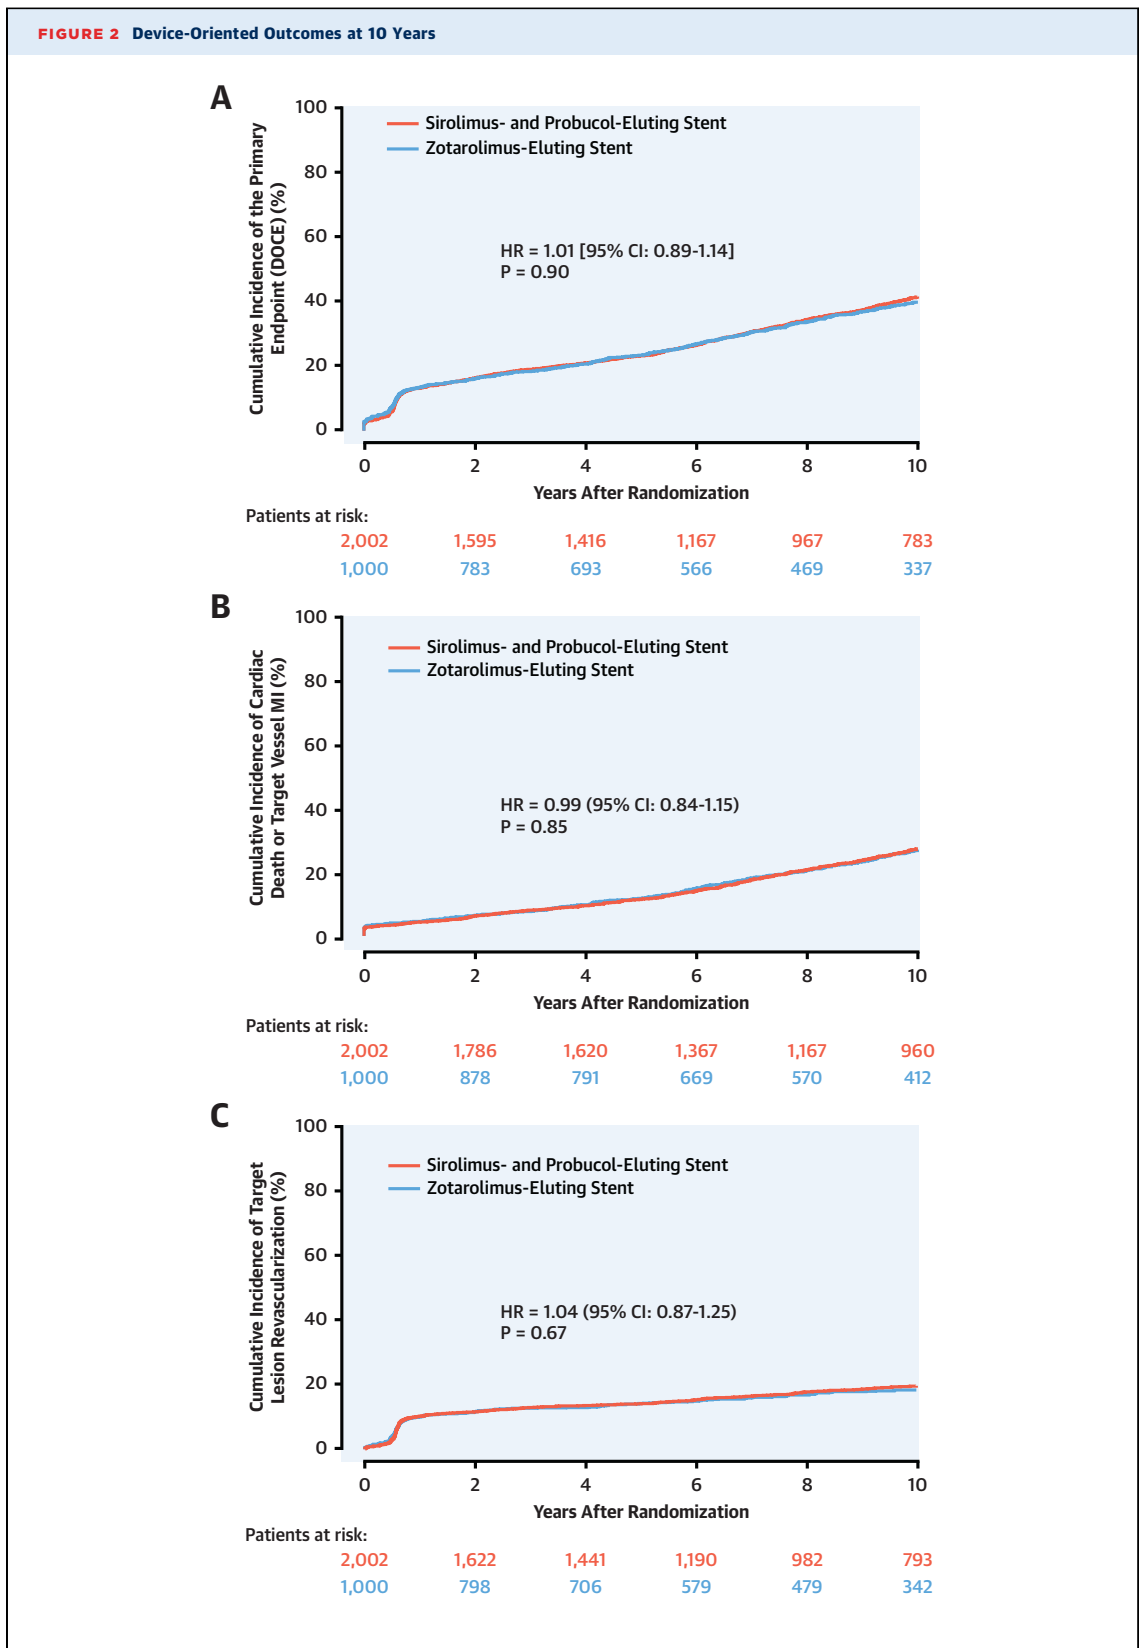 FIGURE 2 Device-Oriented Outcomes at 10 Years
A
Cumulative Incidence of the Primary
Endpoint (DOCE) (%)
100
80
60
40
20
0
Sirolimus- and Probucol-Eluting Stent
Zotarolimus-Eluting Stent
HR = 1.01 [95% CI: 0.89-1.14]
P = 0.90
0 2 4 6 8 10
Years After Randomization
Patients at risk:
2,002 1,595 1,416 1,167 967 783
1,000 783 693 566 469 337
B
Cumulative Incidence of Cardiac
Death or Target Vessel MI (%)
100
80
60
40
20
0
Sirolimus- and Probucol-Eluting Stent
Zotarolimus-Eluting Stent
HR = 0.99 (95% CI: 0.84-1.15)
P = 0.85
0 2 4 6 8 10
Years After Randomization
Patients at risk:
2,002 1,786 1,620 1,367 1,167 960
1,000 878 791 669 570 412
C
Cumulative Incidence of Target
Lesion Revascularization (%)
100
80
60
40
20
0
Sirolimus- and Probucol-Eluting Stent
Zotarolimus-Eluting Stent
HR = 1.04 (95% CI: 0.87-1.25)
P = 0.67
0 2 4 6 8 10
Years After Randomization
Patients at risk:
2,002 1,622 1,441 1,190 982 793
1,000 798 706 579 479 342